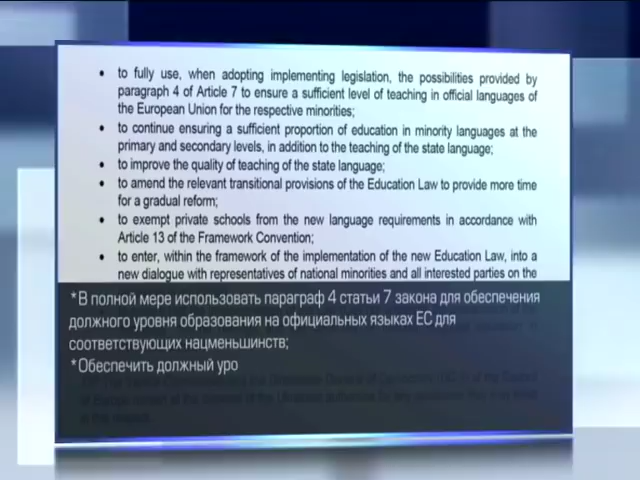 • to fully use, when adopting implementing legislation, the possibilities provided by
paragraph 4 of Article 7 to ensure a sufficient level of teaching in official languages of
the European Union for the respective minorities;
• to continue ensuring a sufficient proportion of education in minority languages at the
primary and secondary levels, in addition to the teaching of the state language;
• to improve the quality of teaching of the state language;
• to amend the relevant transitional provisions of the Education Law to provide more time
for a gradual reform;
• to exempt private schools from the new language requirements in accordance with
Article 13 of the Framework Convention;
• to enter, within the framework of the implementation of the new Education Law, into a
new dialogue with representatives of national minorities and all interested parties on the
*В полной мере использовать параграф 4 статьи 7 закона для обеспечения
должного уровня образования на официальных языках ЕС для
соответствующих нацменьшинств;
*Обеспечить должный уро